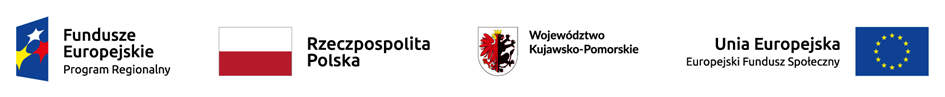 Fundusze
Europejskie
Program Regionalny
Rzeczpospolita
Polska
Województwo
Kujawsko-Pomorskie
Unia Europejska
Europejski Fundusz Społeczny